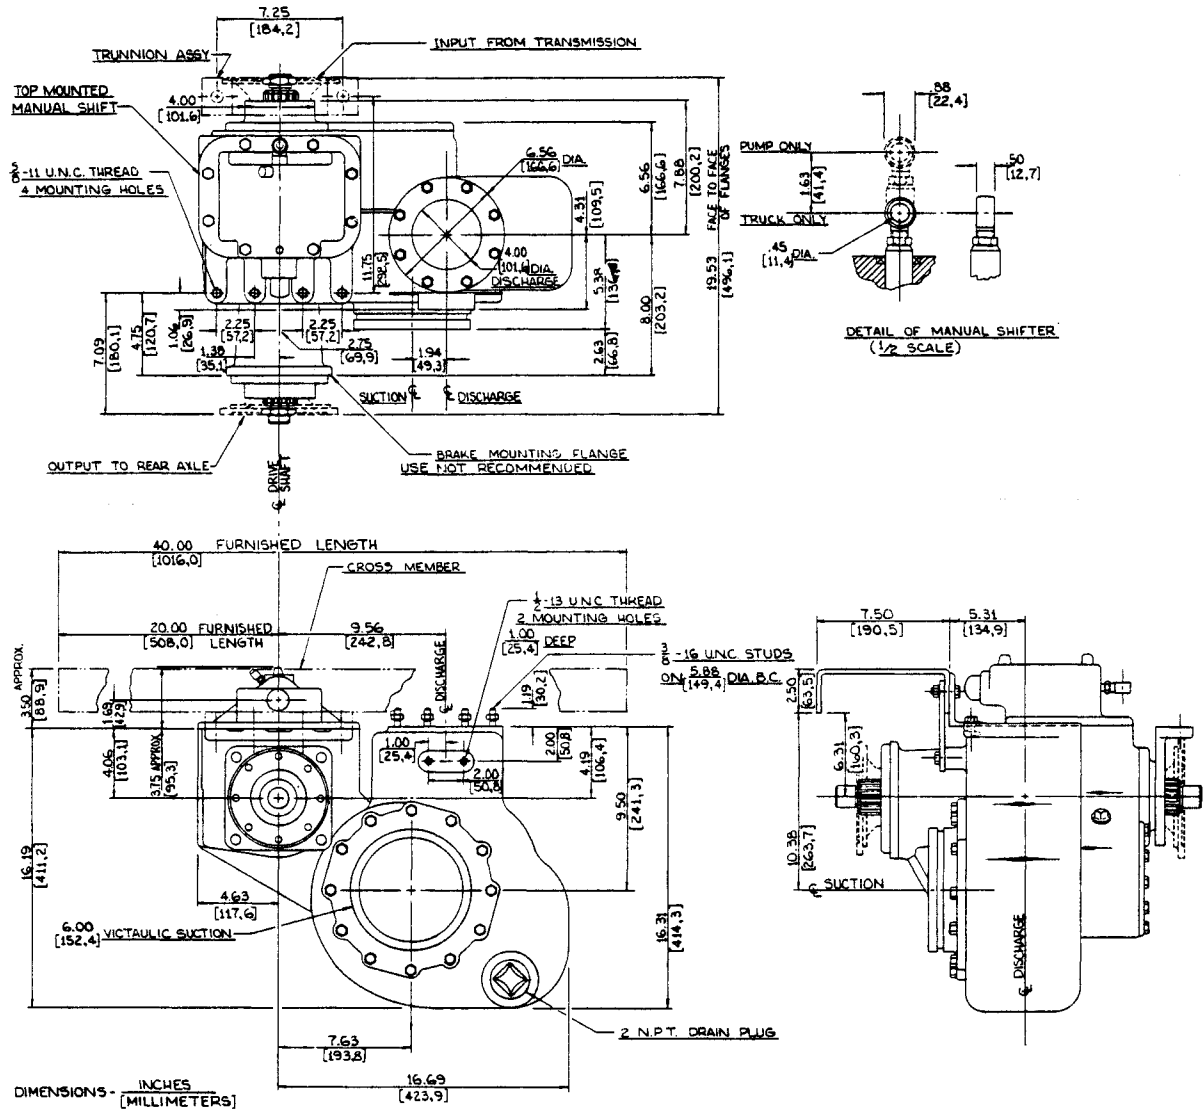 7.25
[184,2]
TRUNNION ASSY
INPUT FROM TRANSMISSION
TOP MOUNTED
MANUAL SHIFT
4.00
[101,6]
5/8-11 U.N.C. THREAD
4 MOUNTING HOLES
6.56 DIA.
[166,6]
4.31
[109,5]
6.56
[166,6]
7.88
[200,2]
FACE TO FACE
OF FLANGES
19.53
[496,1]
11.75
[298,5]
4.00
[101,6] DIA.
DISCHARGE
5.38
8.00
[203,2]
2.63
[66,8]
7.09
[180,1]
4.75
[120,7]
1.06
[26,9]
2.25
[57,2]
2.25
[57,2]
1.38
[35,1]
2.75
[69,9]
1.94
[49,3]
SUCTION ℄
℄ DISCHARGE
OUTPUT TO REAR AXLE
BRAKE MOUNTING FLANGE
USE NOT RECOMMENDED
℄ DRIVE
SHAFT
.88
[22,4]
PUMP ONLY
1.63
[41,4]
.50
[12,7]
TRUCK ONLY
.45
[11,4] DIA.
DETAIL OF MANUAL SHIFTER
(1/2 SCALE)
40.00 FURNISHED LENGTH
[1016,0]
CROSS MEMBER
20.00 FURNISHED
[508,0] LENGTH
9.56
[242,8]
℄ DISCHARGE
1/2-13 U.N.C THREAD
2 MOUNTING HOLES
1.00
[25,4] DEEP
3/8-16 U.N.C. STUDS
ON 5.88
[149,4] DIA. B.C.
1.19
[30,2]
3.50 APPROX.
[88,9]
1.69
[42,9]
4.06
[103,1]
3.75 APPROX
[95,3]
1.00
[25,4]
2.00
[50,8]
2.00
[50,8]
4.19
[106,4]
9.50
[241,3]
16.19
[411,2]
4.63
[117,6]
6.00
[152,4] VICTAULIC SUCTION
16.31
[414,3]
2 N.P.T. DRAIN PLUG
7.63
[193,8]
16.69
[423,9]
7.50
[190,5]
5.31
[134,9]
2.50
[63,5]
6.31
[160,3]
10.38
[263,7]
℄ SUCTION
℄ DISCHARGE
DIMENSIONS - INCHES
[MILLIMETERS]